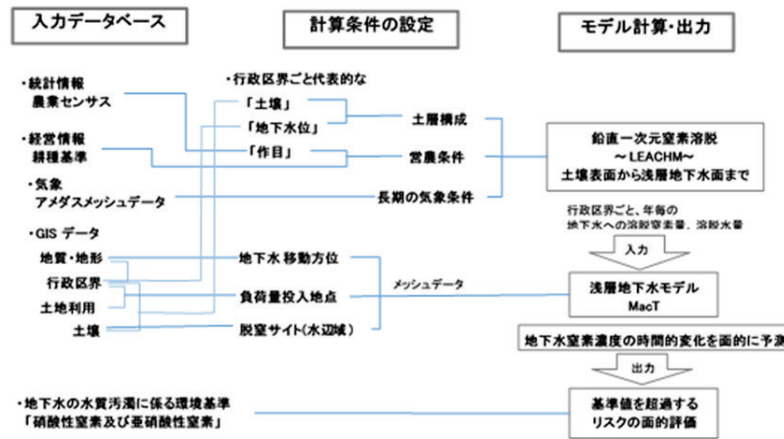 入力データベース
計算条件の設定
モデル計算・出力
・統計情報
農業センサス
・経営情報
耕種基準
・気象
アメダスメッシュデータ
・GIS データ
地質・地形
行政区界
土地利用
土壌
・地下水の水質汚濁に係る環境基準
「硝酸性窒素及び亜硝酸性窒素」
・行政区界ごと代表的な
「土壌」
「地下水位」
「作目」
土層構成
営農条件
長期の気象条件
地下水移動方位
負荷量投入地点
脱窒サイト(水辺域)
メッシュデータ
鉛直一次元窒素溶脱
～LEACHM～
土壌表面から浅層地下水面まで
行政区界ごと、年毎の
地下水への溶脱窒素量、溶脱水量
入力
浅層地下水モデル
MacT
地下水窒素濃度の時間的変化を面的に予測
出力
基準値を超過する
リスクの面的評価